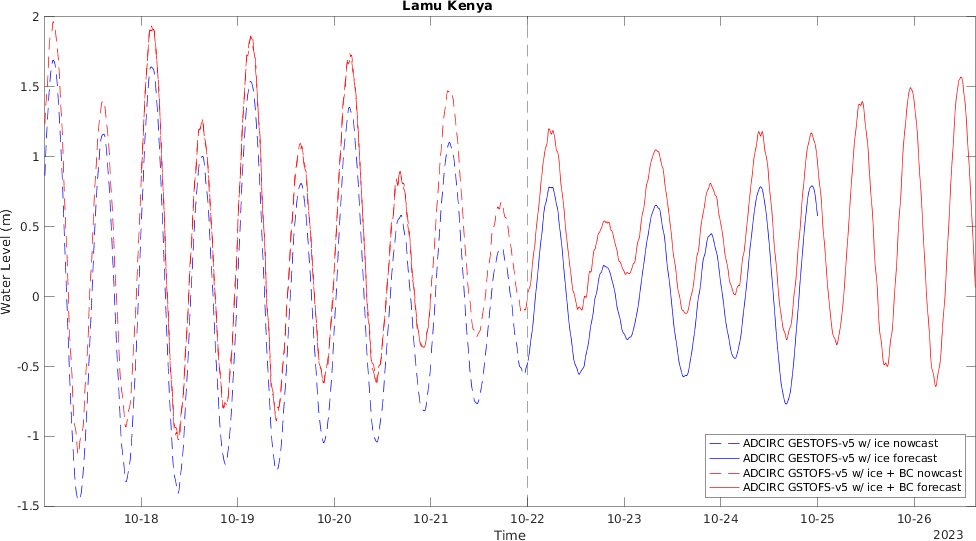 Lamu Kenya
2
1.5
1
0.5
0
-0.5
-1
-1.5
Water Level (m)
10-18 10-19 10-20 10-21 10-22 10-23 10-24 10-25 10-26
Time
2023
ADCIRC GESTOFS-v5 w/ ice nowcast
ADCIRC GESTOFS-v5 w/ ice forecast
ADCIRC GSTOFS-v5 w/ ice + BC nowcast
ADCIRC GSTOFS-v5 w/ ice + BC forecast